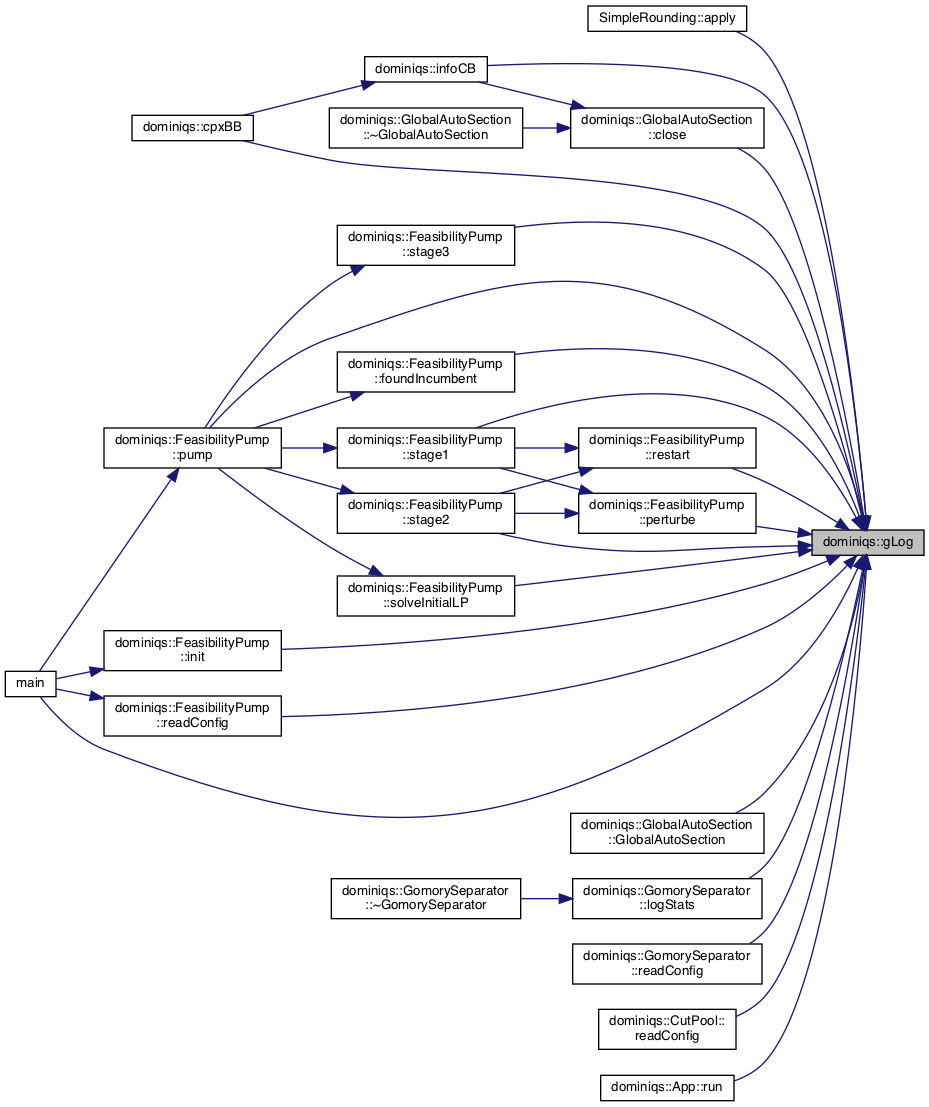 SimpleRounding::apply
dominiqs::infoCB
dominiqs::cpxBB
dominiqs::GlobalAutoSection
::~GlobalAutoSection
dominiqs::GlobalAutoSection
::close
dominiqs::FeasibilityPump
::stage3
dominiqs::FeasibilityPump
::foundIncumbent
dominiqs::FeasibilityPump
::pump
dominiqs::FeasibilityPump
::stage1
dominiqs::FeasibilityPump
::restart
dominiqs::FeasibilityPump
::stage2
dominiqs::FeasibilityPump
::perturbe
dominiqs::gLog
dominiqs::FeasibilityPump
::solveInitialLP
dominiqs::FeasibilityPump
::init
main
dominiqs::FeasibilityPump
::readConfig
dominiqs::GlobalAutoSection
::GlobalAutoSection
dominiqs::GomorySeparator
::~GomorySeparator
dominiqs::GomorySeparator
::logStats
dominiqs::GomorySeparator
::readConfig
dominiqs::CutPool::
readConfig
dominiqs::App::run